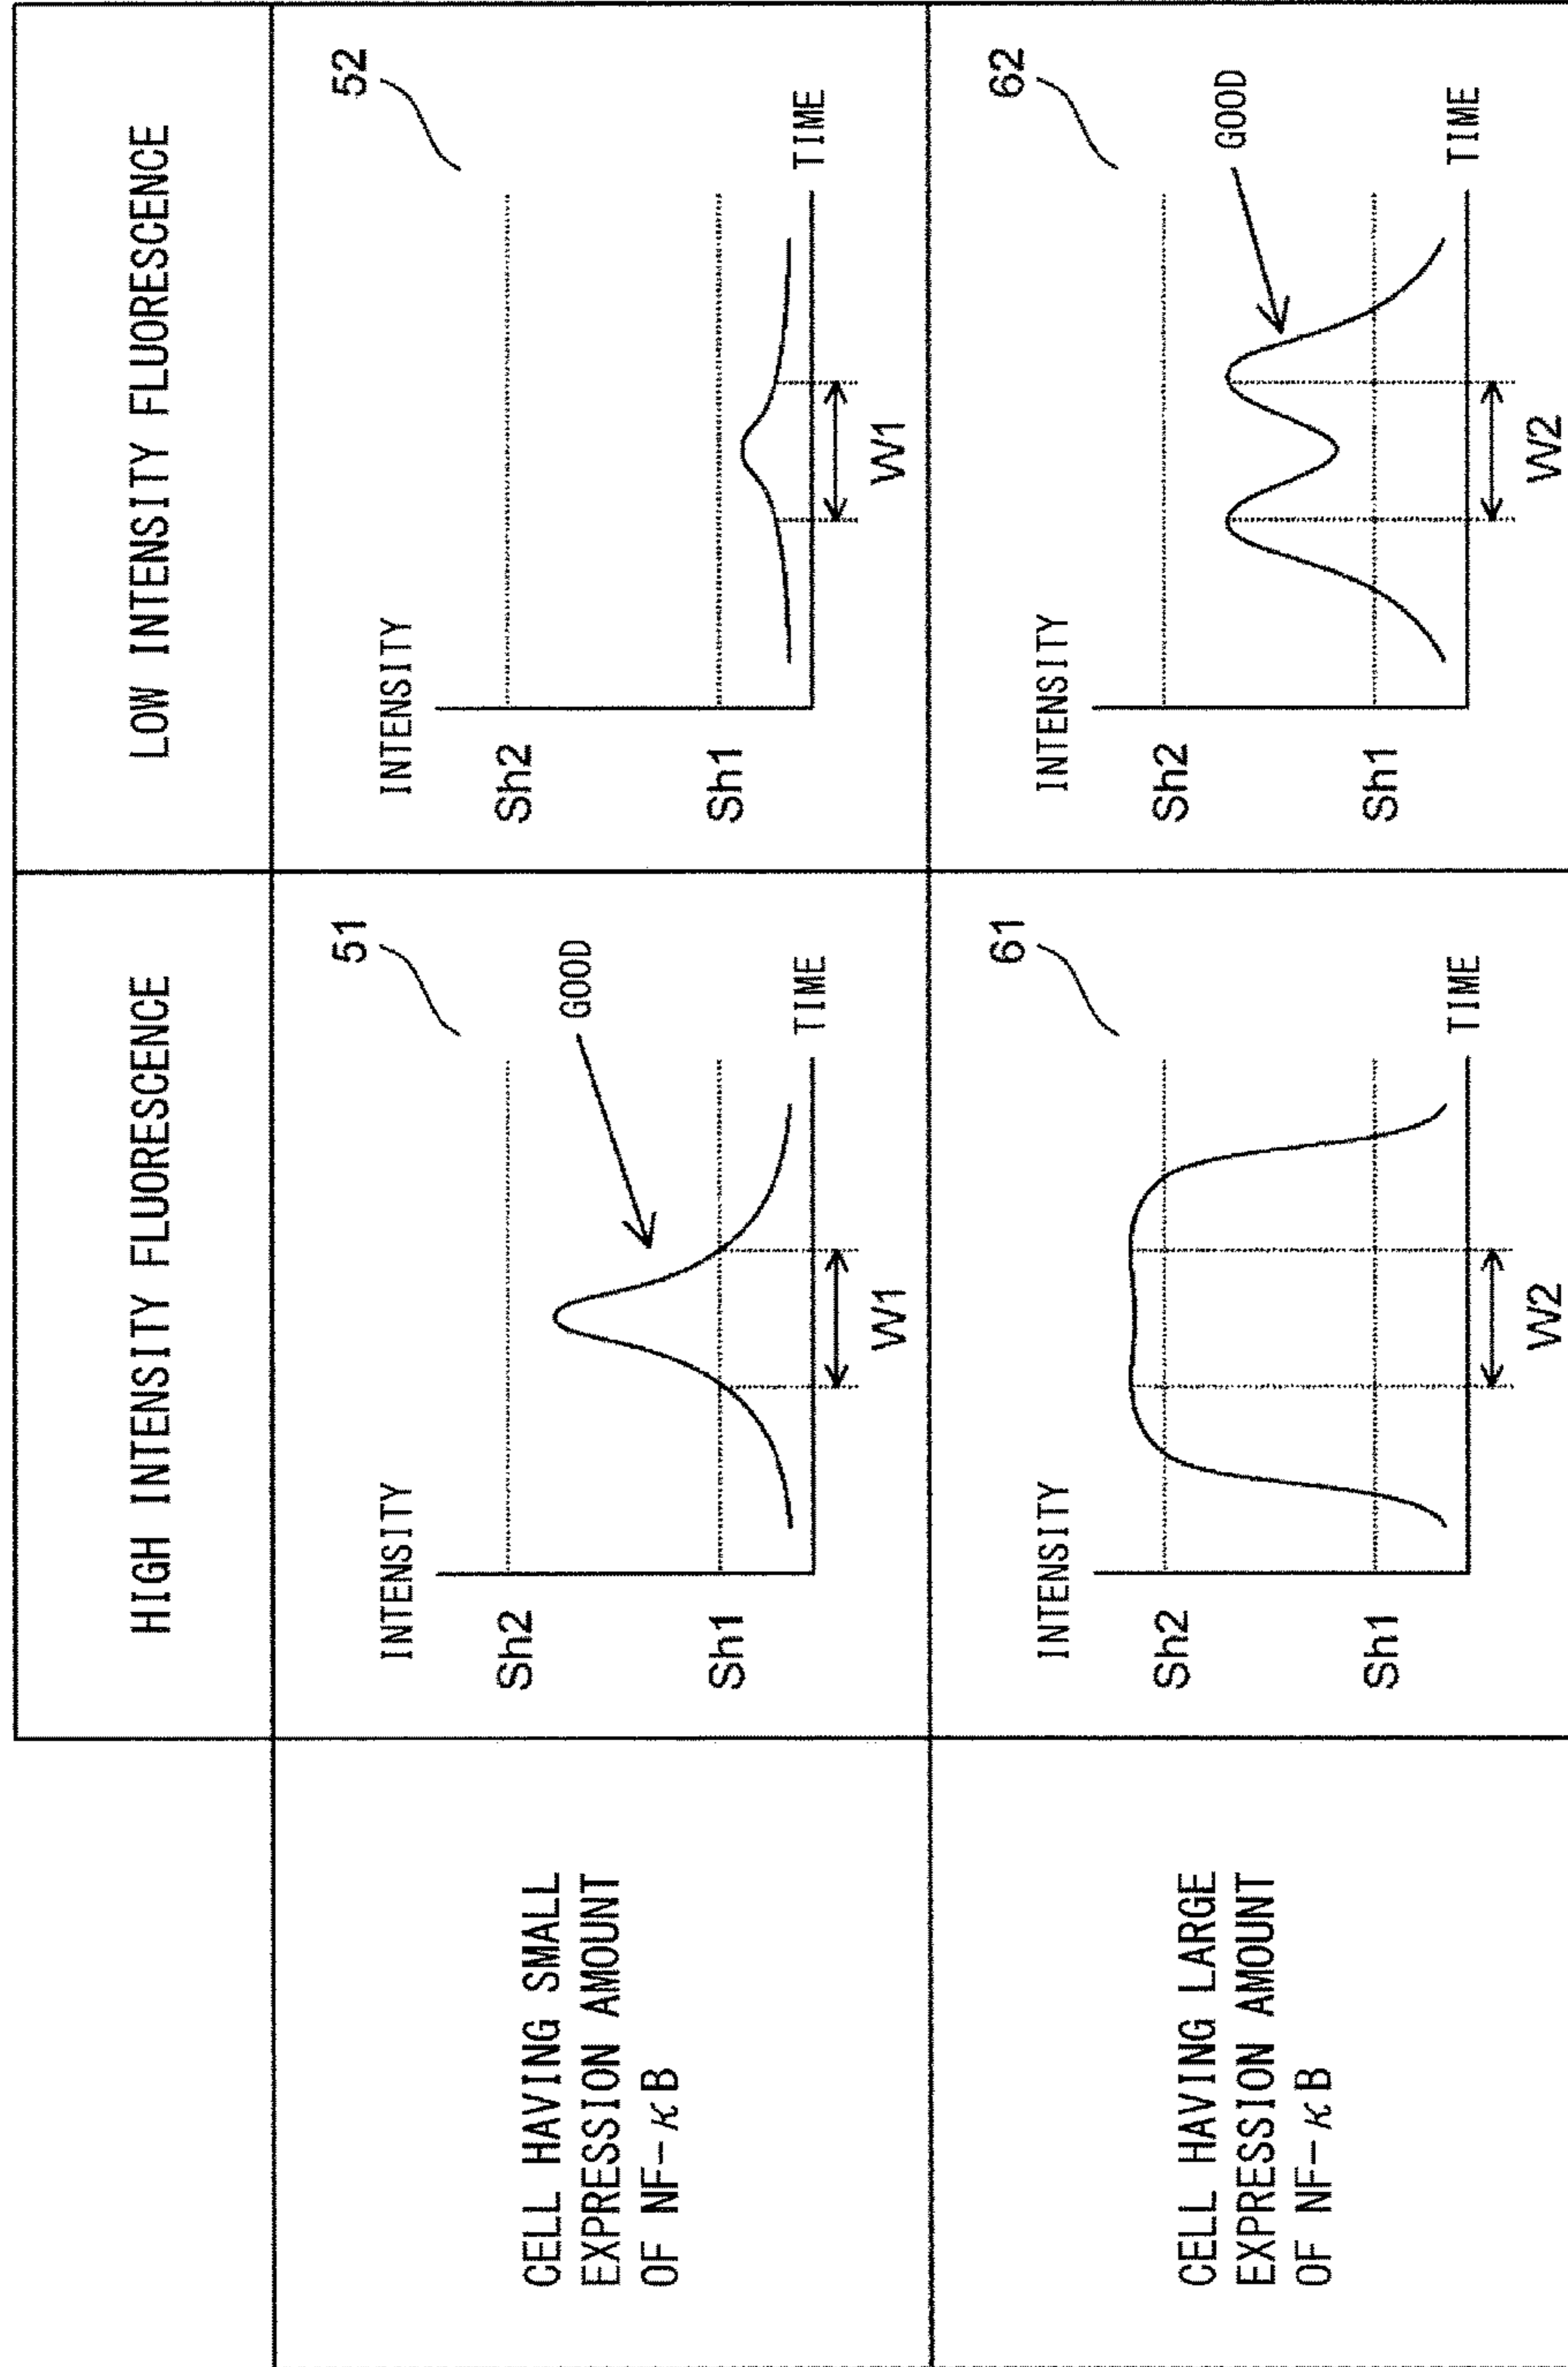 HIGH INTENSITY FLUORESCENCE
LOW INTENSITY FLUORESCENCE
CELL HAVING SMALL
EXPRESSION AMOUNT
OF NF-κB
INTENSITY
Sh2
Sh1
51
GOOD
TIME
W1
INTENSITY
Sh2
Sh1
52
TIME
W1
CELL HAVING LARGE
EXPRESSION AMOUNT
OF NF-κB
INTENSITY
Sh2
Sh1
61
TIME
W2
INTENSITY
Sh2
Sh1
62
GOOD
TIME
W2